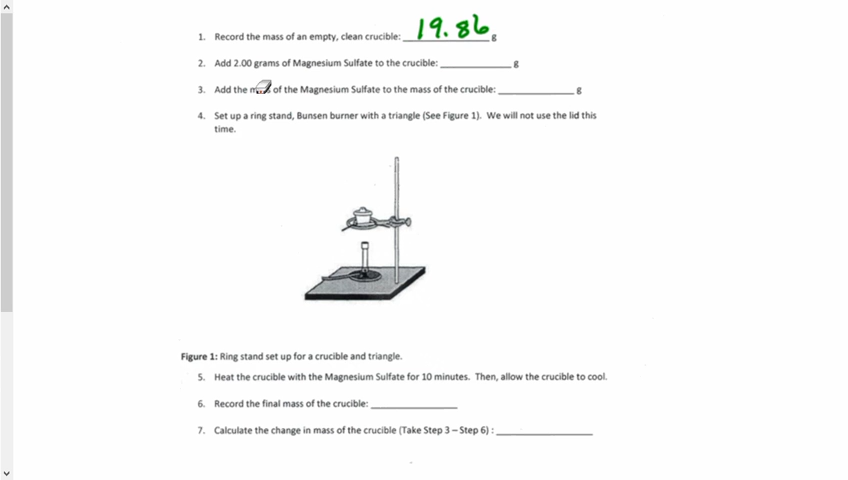 1. Record the mass of an empty, clean crucible: 19.86 g
2. Add 2.00 grams of Magnesium Sulfate to the crucible: ____________ g
3. Add the of the Magnesium Sulfate to the mass of the crucible: ____________ g
4. Set up a ring stand, Bunsen burner with a triangle (See Figure 1). We will not use the lid this
time.
Figure 1: Ring stand set up for a crucible and triangle.
5. Heat the crucible with the Magnesium Sulfate for 10 minutes. Then, allow the crucible to cool.
6. Record the final mass of the crucible: ____________
7. Calculate the change in mass of the crucible (Take Step 3 – Step 6) : ____________